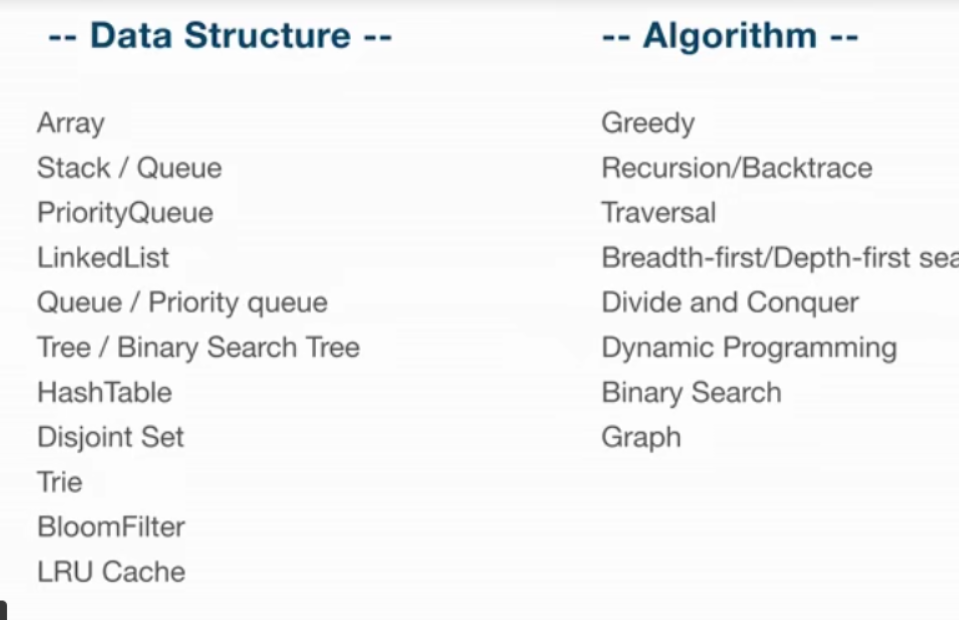 -- Data Structure --
Array
Stack / Queue
PriorityQueue
LinkedList
Queue / Priority queue
Tree / Binary Search Tree
HashTable
Disjoint Set
Trie
BloomFilter
LRU Cache
-- Algorithm --
Greedy
Recursion/Backtrace
Traversal
Breadth-first/Depth-first
Divide and Conquer
Dynamic Programming
Binary Search
Graph